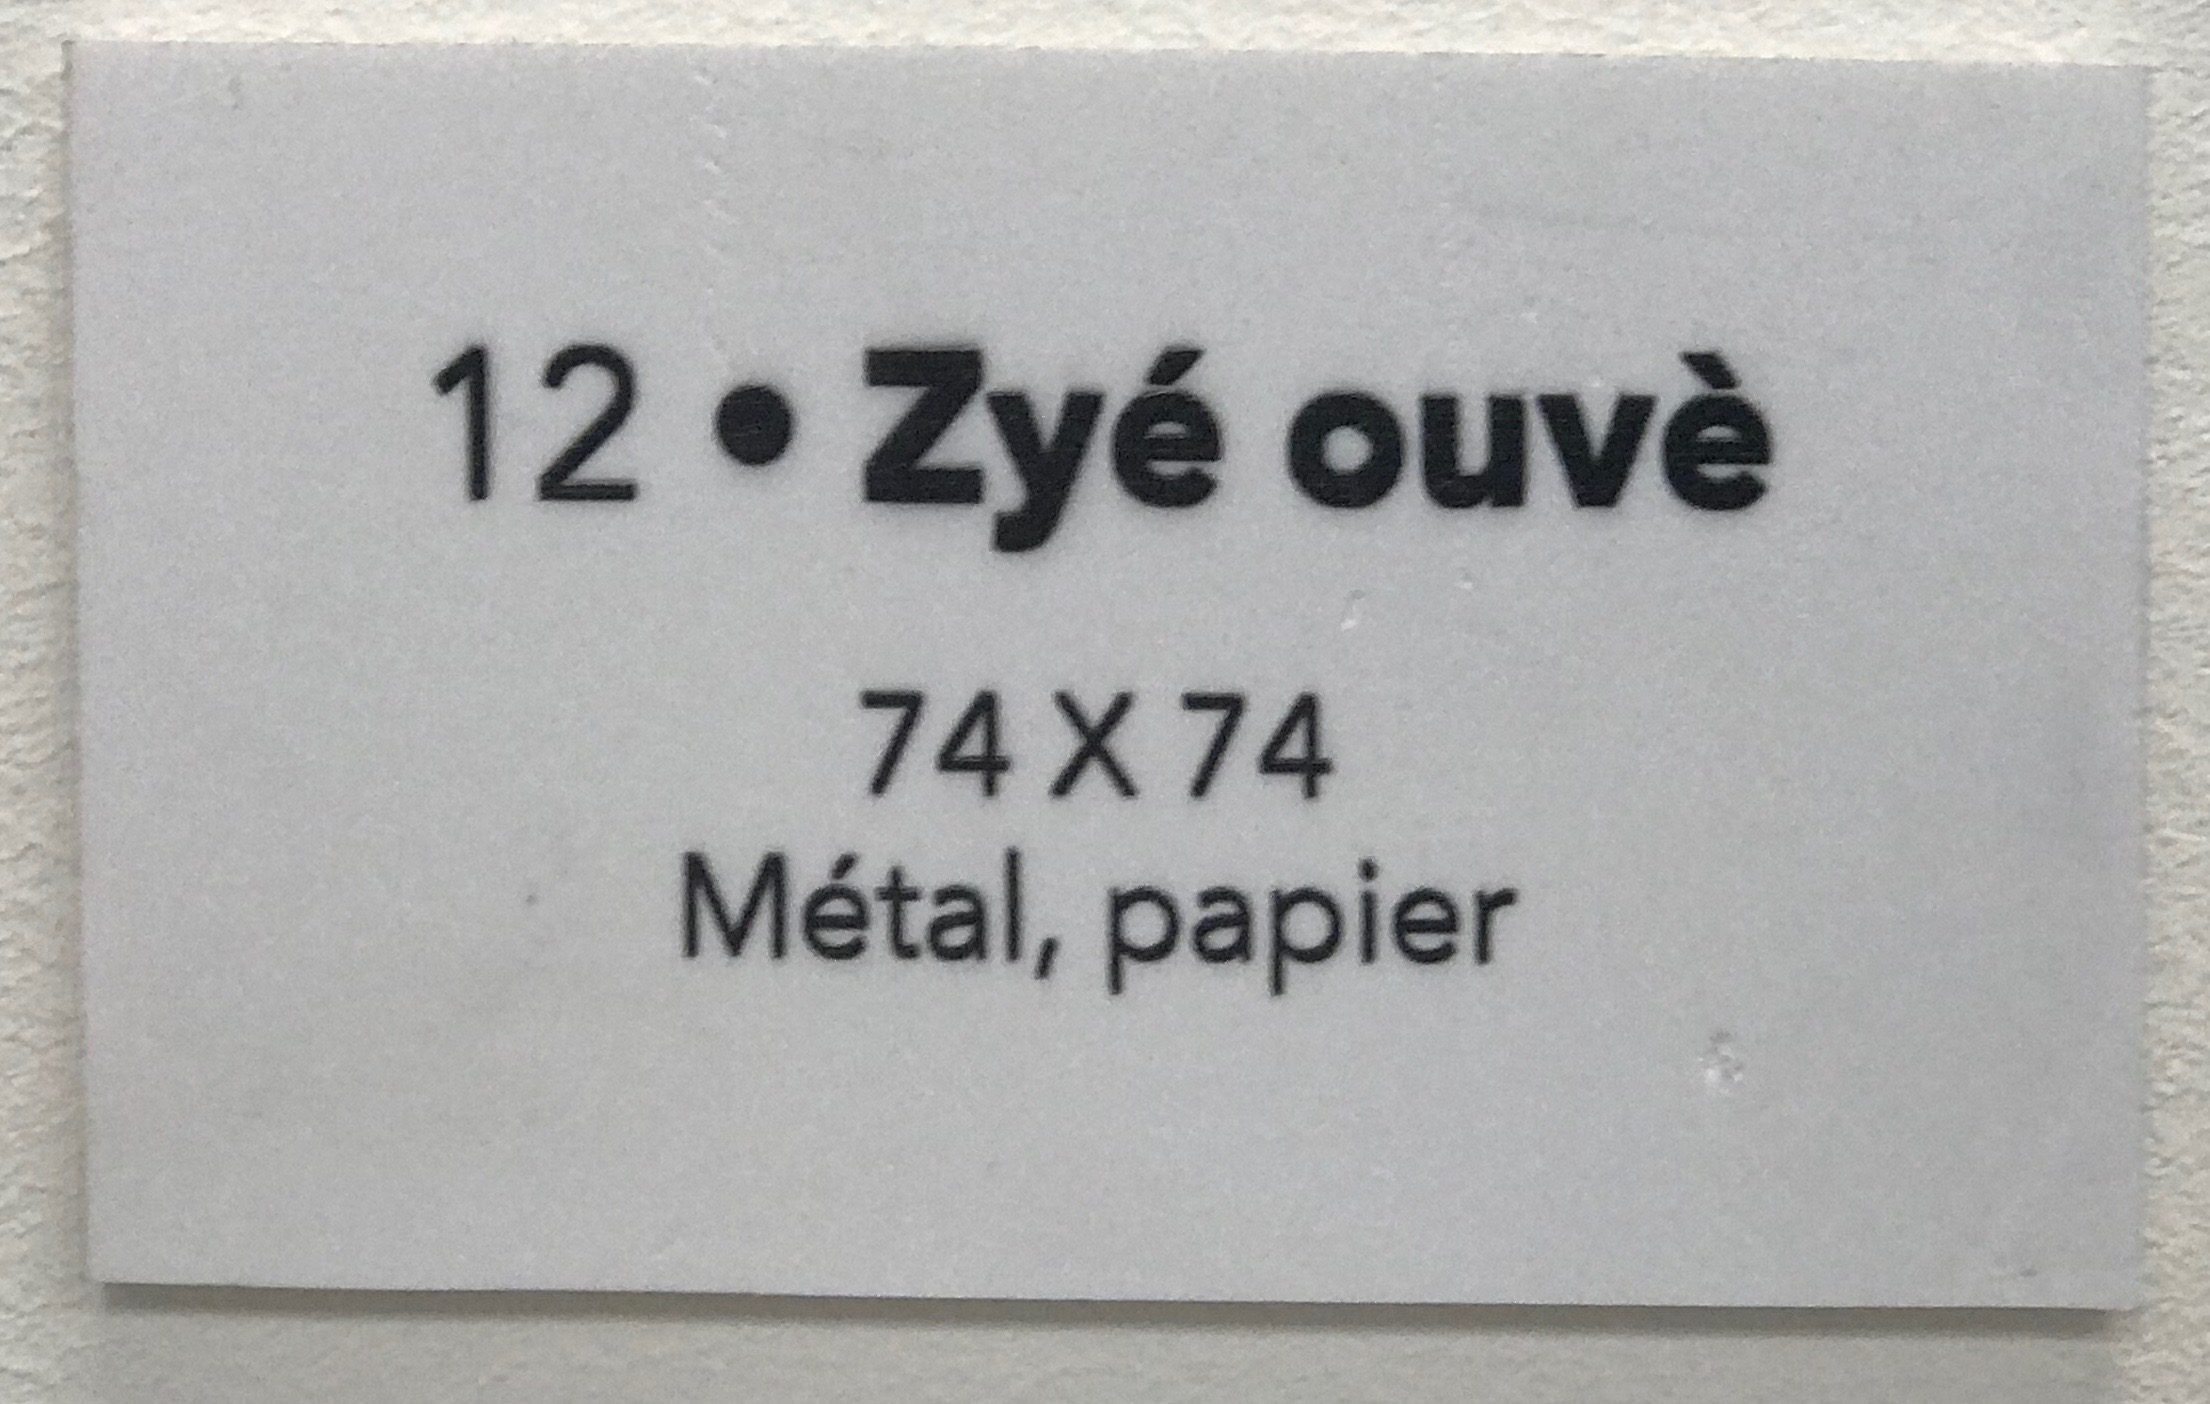 12 • Zyé ouvè
74 X 74
Métal, papier